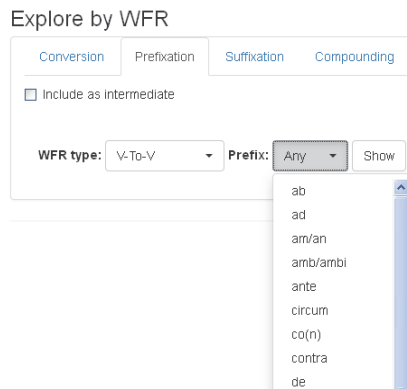 Explore by WFR
Conversion Prefixation Suffixation Compounding
Include as intermediate
WFR type: V-To-V Prefix: Any Show
ab
ad
am/an
amb/ambi
ante
circum
co(n)
contra
de